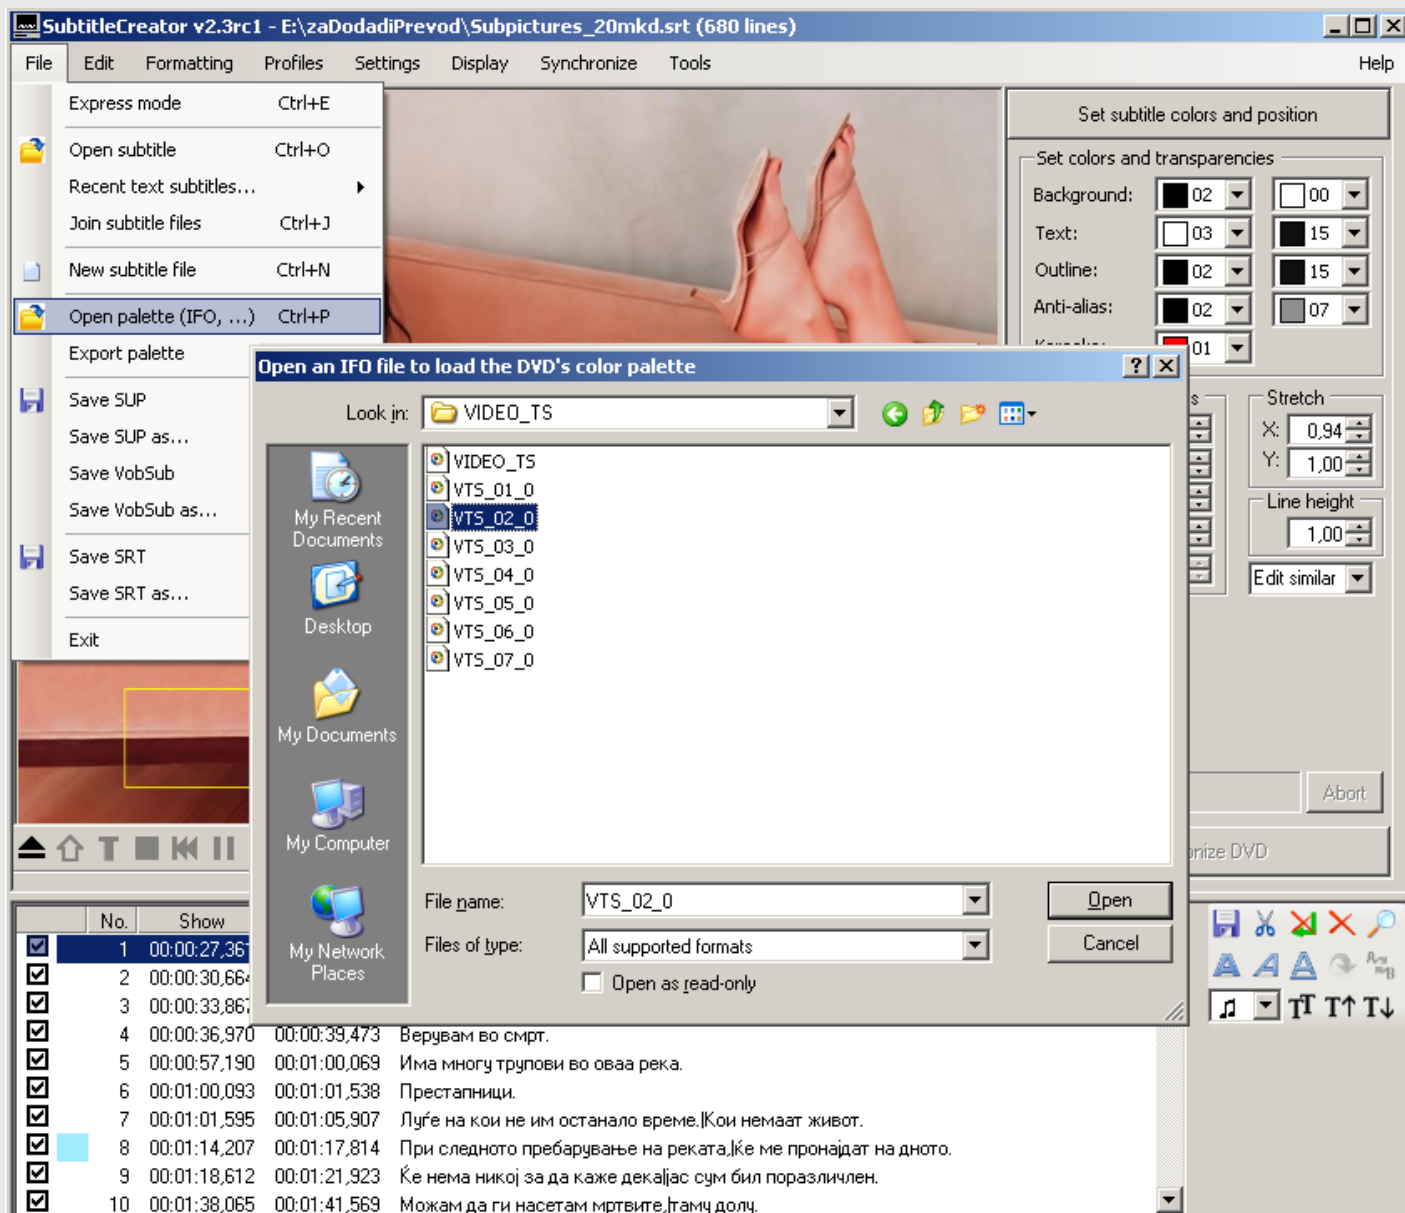 SubtitleCreator v2.3rc1 - E:\zaDodadiPrevod\Subpictures_20mkd.srt (680 lines)
File Edit Formatting Profiles Settings Display Synchronize Tools Help
Express mode Ctrl+E
Open subtitle Ctrl+O
Recent text subtitles...
Join subtitle files Ctrl+J
New subtitle file Ctrl+N
Open palette (IFO, ...) Ctrl+P
Export palette
Save SUP
Save SUP as...
Save VobSub
Save VobSub as...
Save SRT
Save SRT as...
Exit
Set subtitle colors and position
Set colors and transparencies
Background: 02 00
Text: 03 15
Outline: 02 15
Anti-alias: 02 07
01
Stretch
X: 0,94
Y: 1,00
Line height
1,00
Edit similar
Abort
DVD
Open an IFO file to load the DVD's color palette
Look in: VIDEO_TS
My Recent
Documents
Desktop
My Documents
My Computer
My Network
Places
VIDEO_TS
VTS_01_0
VTS_02_0
VTS_03_0
VTS_04_0
VTS_05_0
VTS_06_0
VTS_07_0
File name: VTS_02_0 Open
Files of type: All supported formats Cancel
Open as read-only
No. Show
1 00:00:27,367
2 00:00:30,664
3 00:00:33,867
4 00:00:36,970 00:00:39,473 Верувам во смрт.
5 00:00:57,190 00:01:00,069 Има многу трупови во оваа река.
6 00:01:00,093 00:01:01,538 Престапници.
7 00:01:01,595 00:01:05,907 Луѓе на кои не им останало време.|Кои немаат живот.
8 00:01:14,207 00:01:17,814 При следното пребарување на реката,|ќе ме пронајдат на дното.
9 00:01:18,612 00:01:21,923 Ќе нема никој за да каже дека|јас сум бил поразличен.
10 00:01:38,065 00:01:41,569 Можам да ги насетам мртвите,|таму долу.